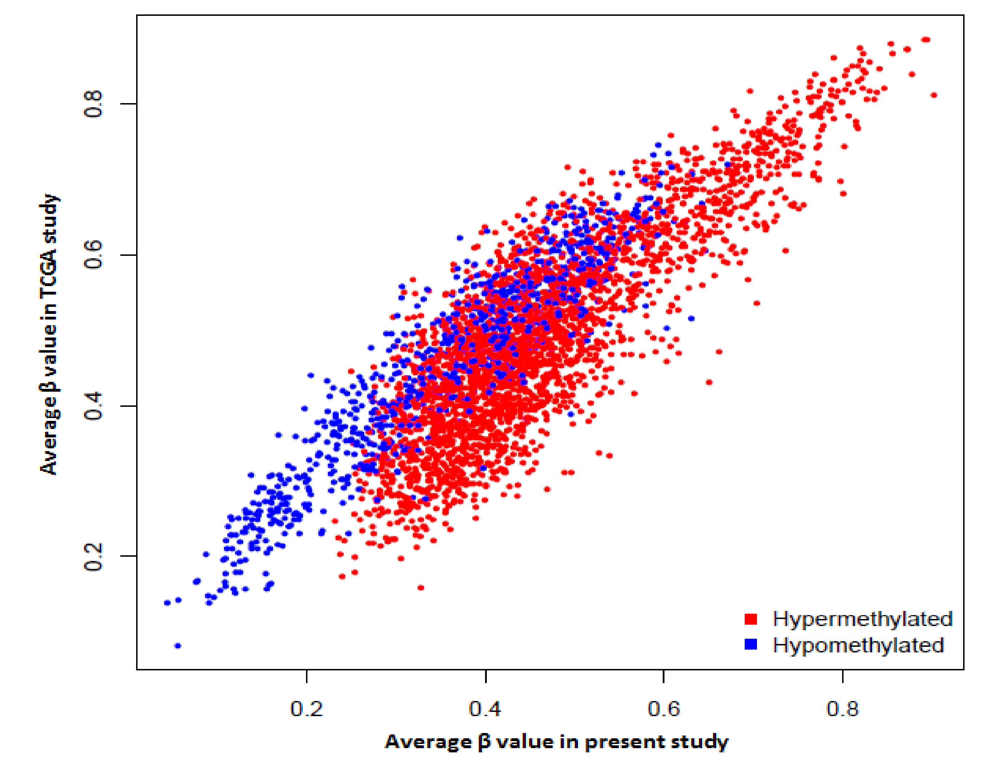 0.8
0.6
0.4
0.2
Average β value in TCGA study
Hypermethylated
Hypomethylated
0.2 0.4 0.6 0.8
Average β value in present study